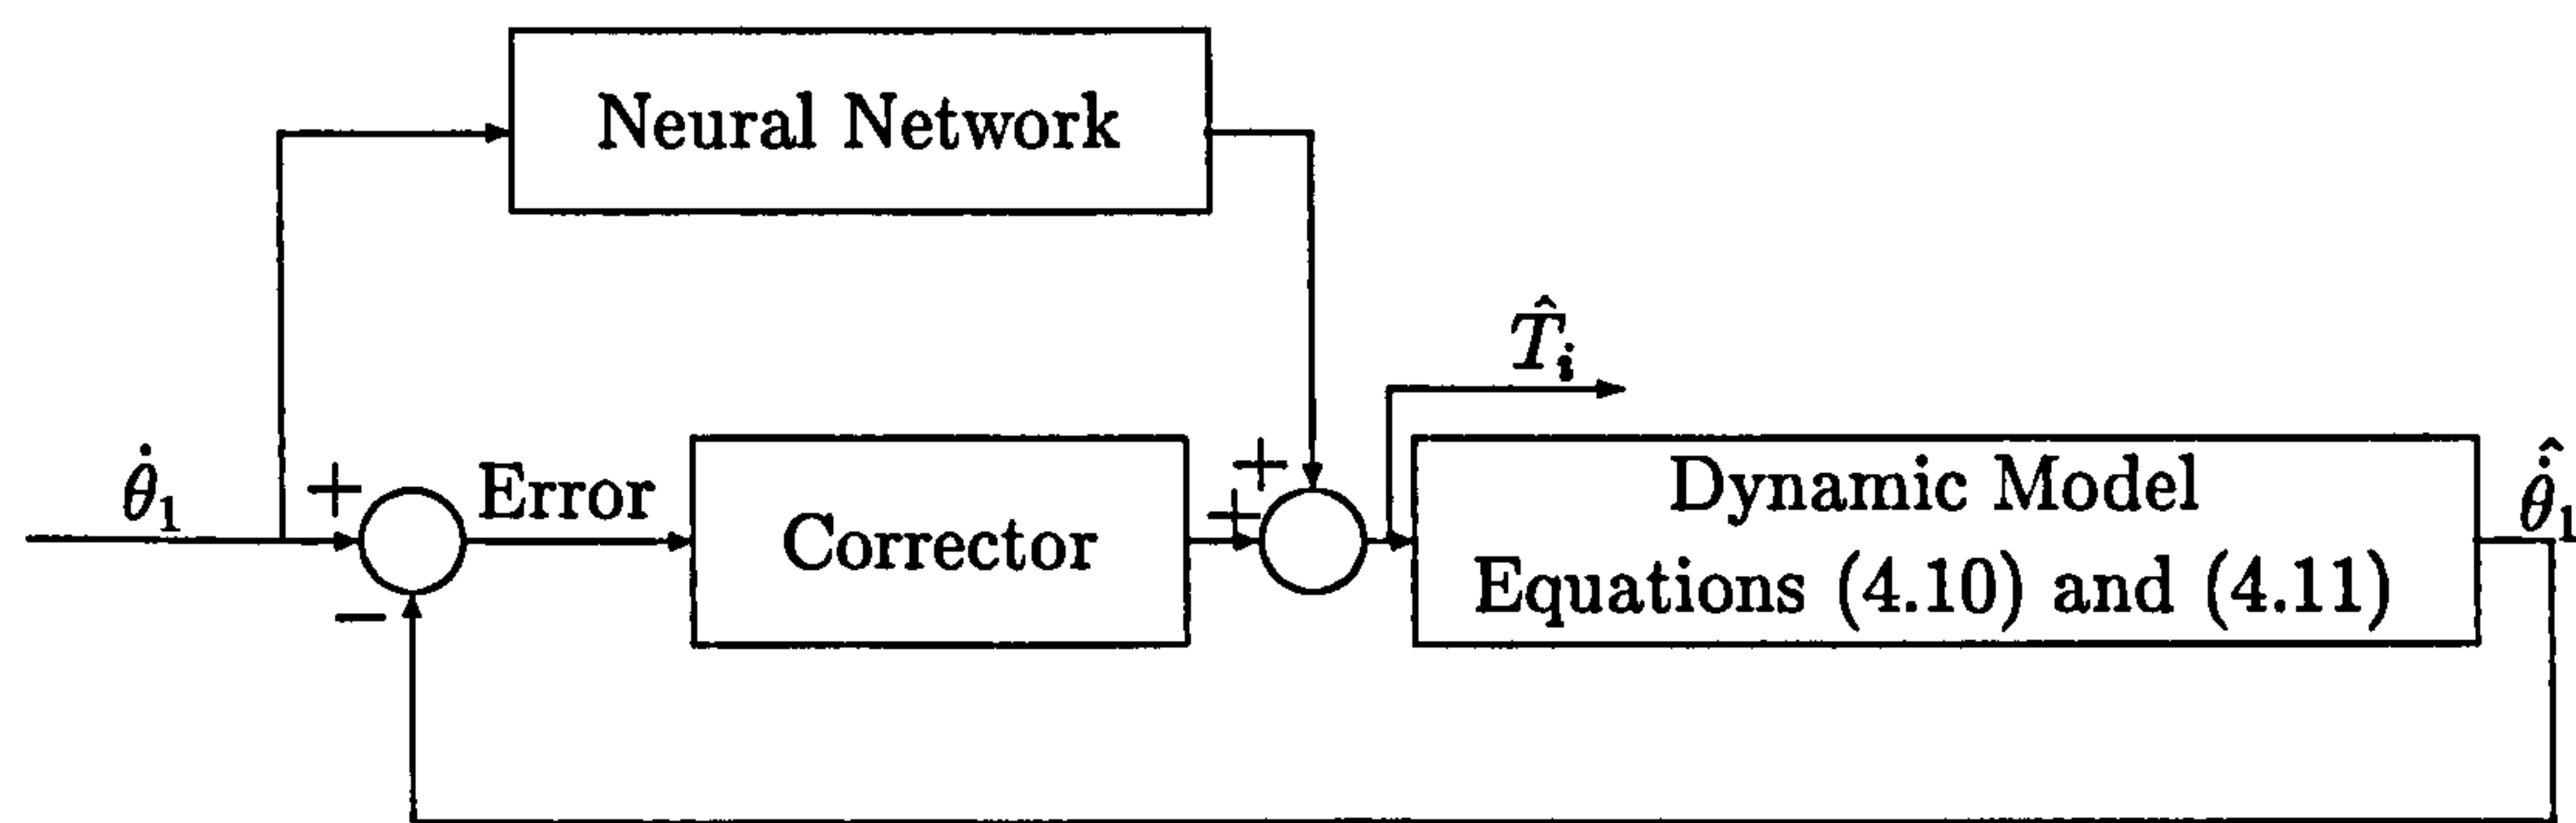 Neural Network
T̂ᵢ
θ̇₁
+
Error
Corrector
+
+
Dynamic Model
Equations (4.10) and (4.11)
θ̇̂₁
−